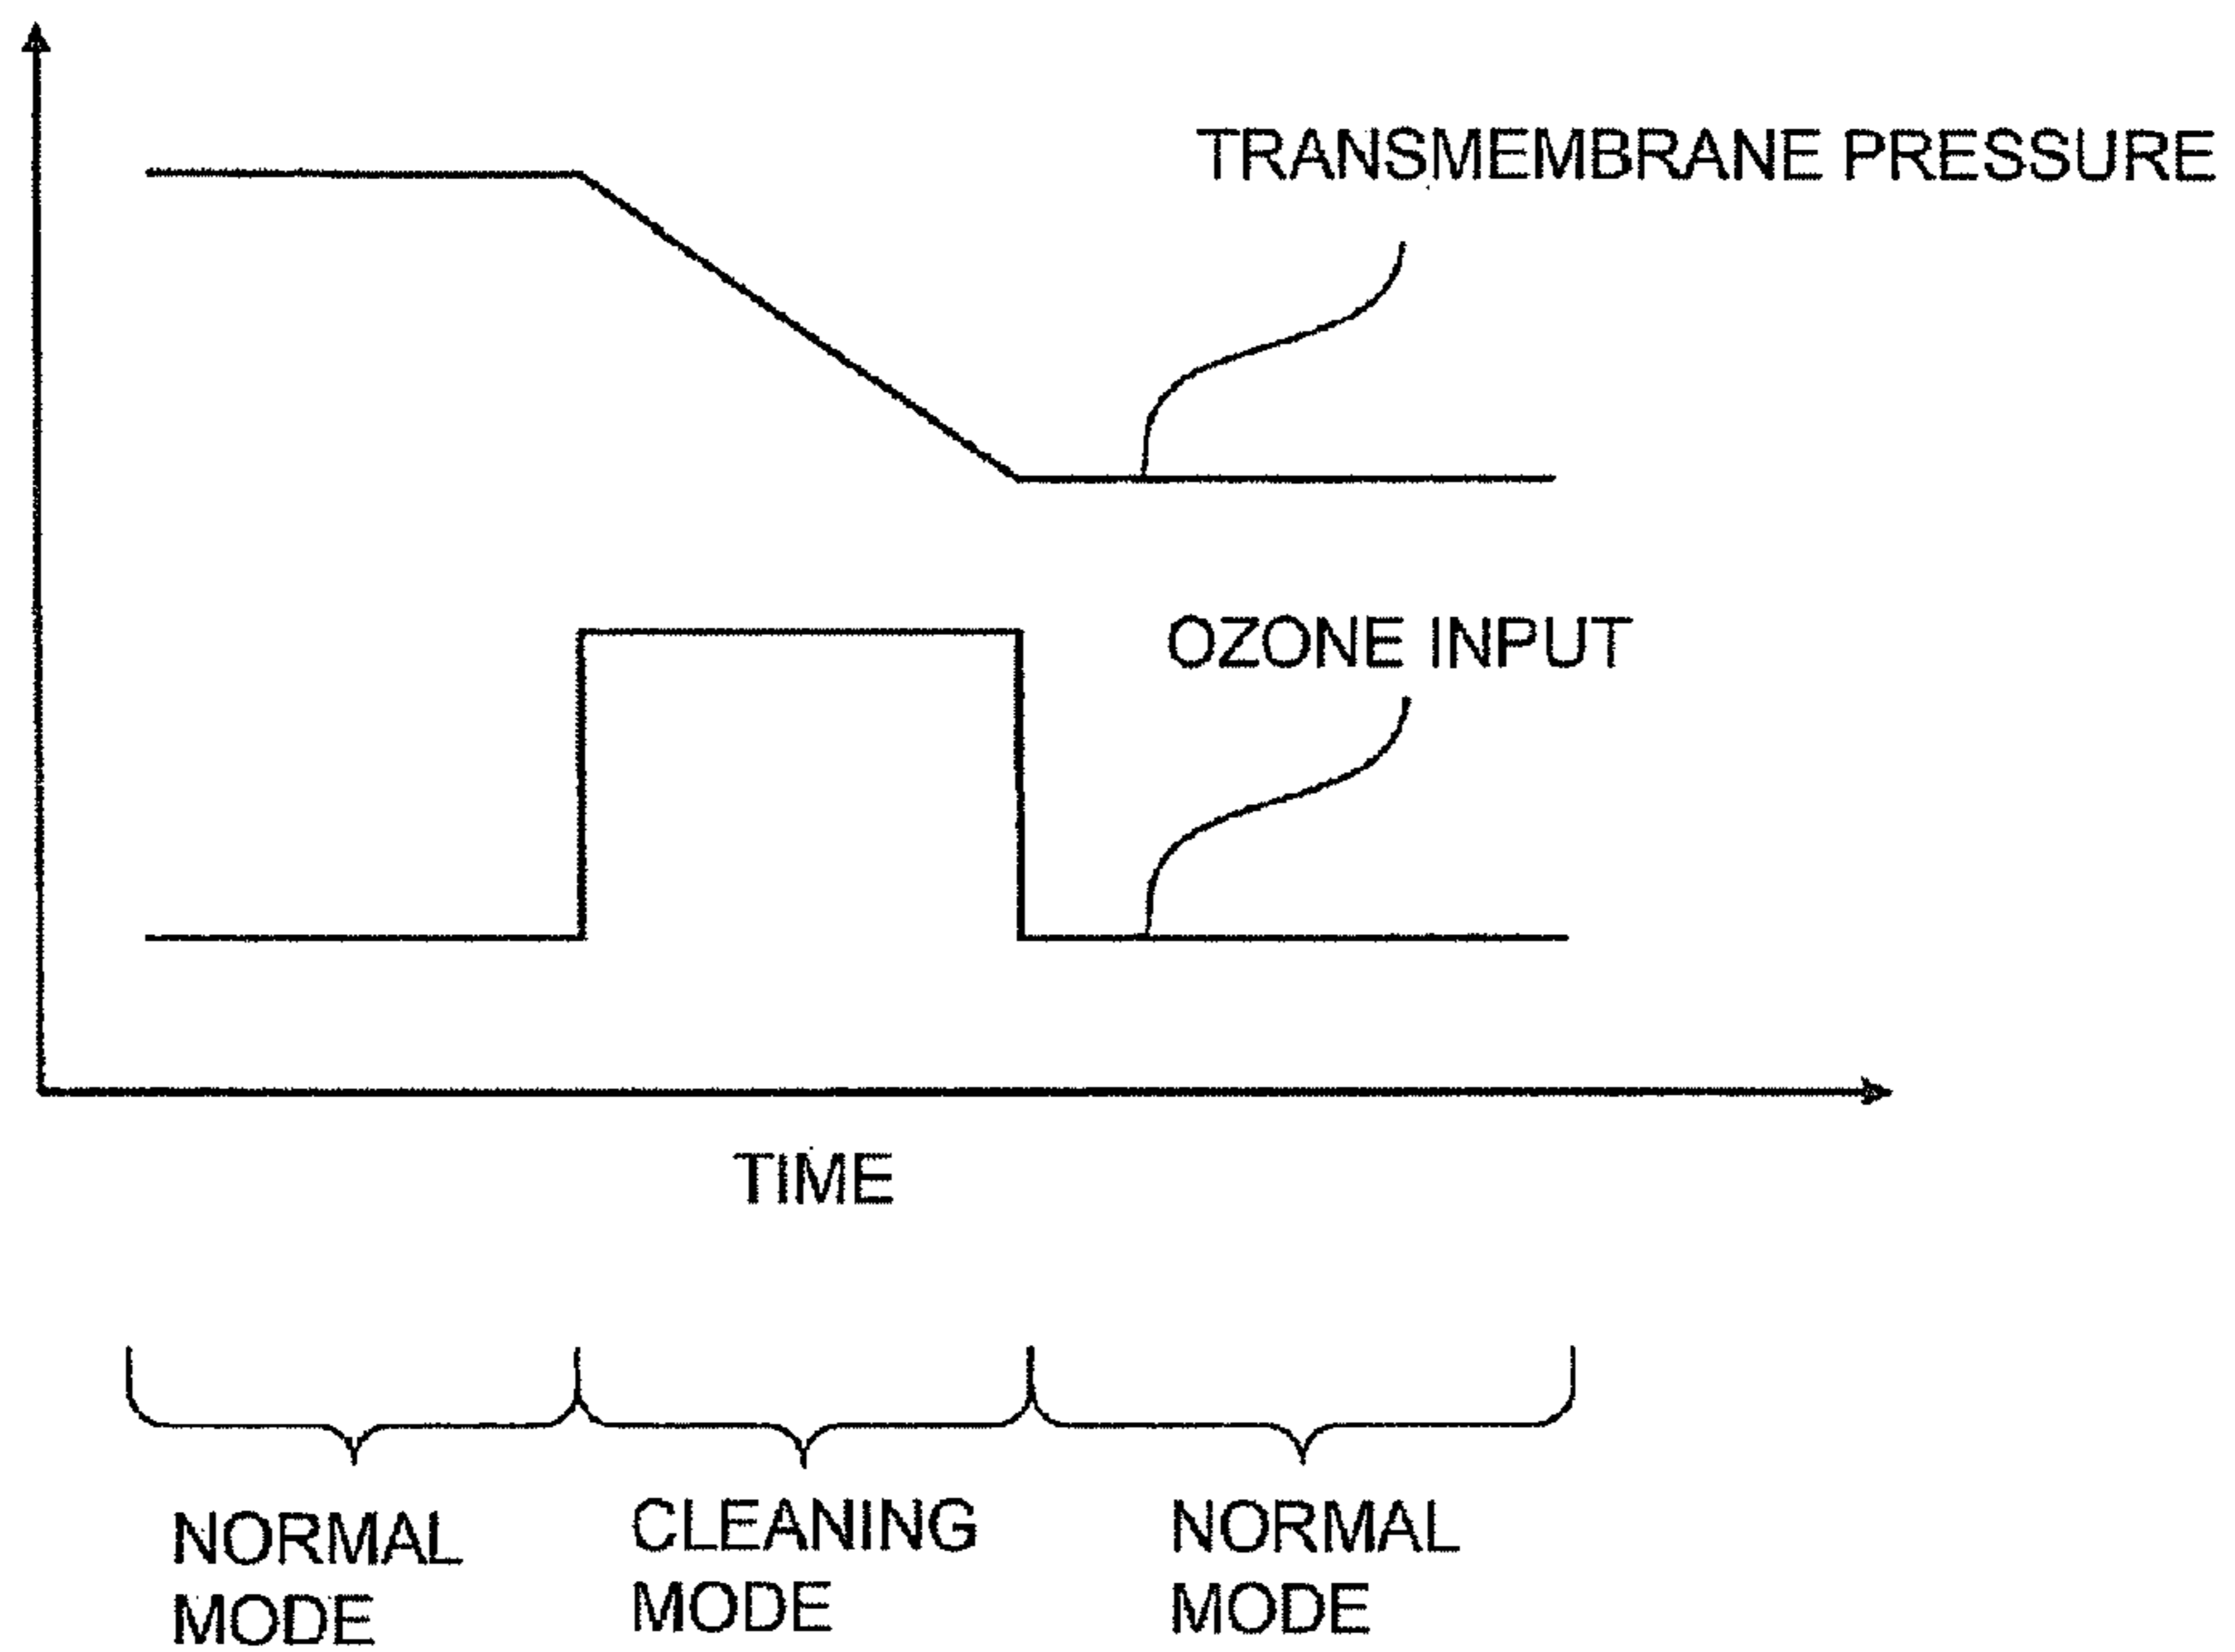 TRANSMEMBRANE PRESSURE
OZONE INPUT
TIME
NORMAL
MODE
CLEANING
MODE
NORMAL
MODE